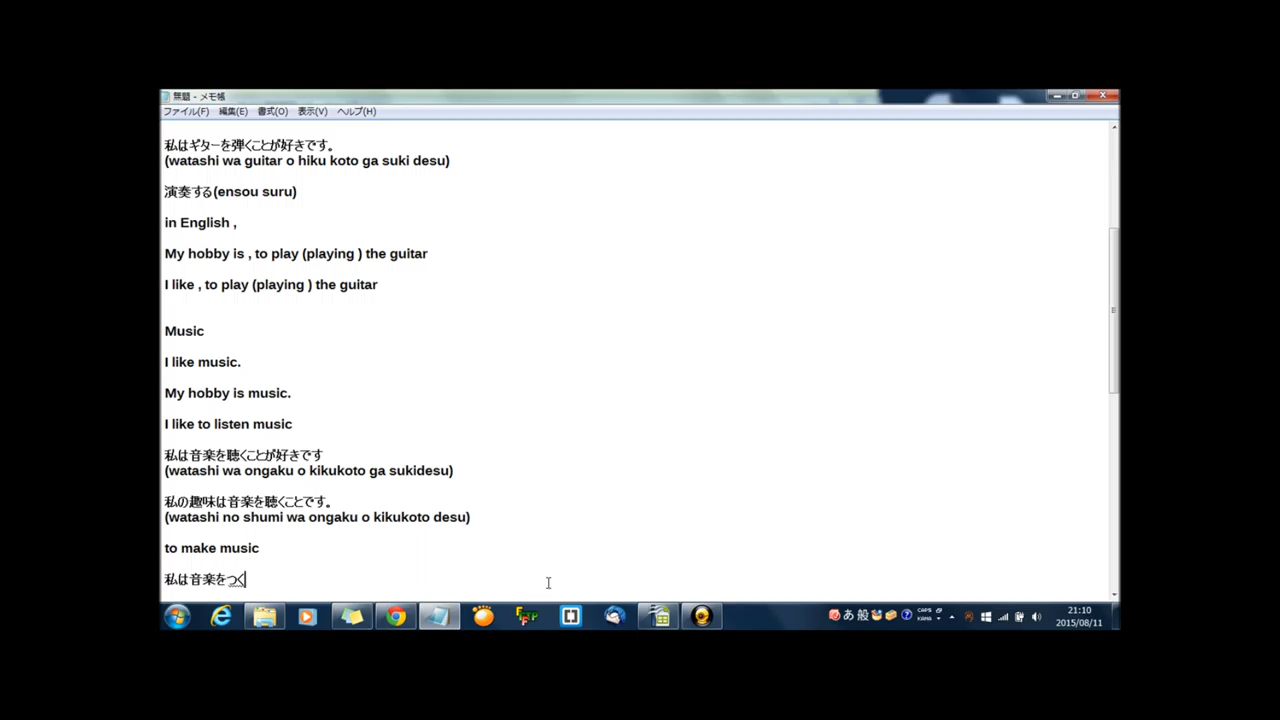 無題 - メモ帳
ファイル(F) 編集(E) 書式(O) 表示(V) ヘルプ(H)
私はギターを弾くことが好きです。
(watashi wa guitar o hiku koto ga suki desu)
演奏する(ensou suru)
in English ,
My hobby is , to play (playing ) the guitar
I like , to play (playing ) the guitar
Music
I like music.
My hobby is music.
I like to listen music
私は音楽を聴くことが好きです
(watashi wa ongaku o kikukoto ga sukidesu)
私の趣味は音楽を聴くことです。
(watashi no shumi wa ongaku o kikukoto desu)
to make music
私は音楽をつく
あ 般 CAPS
KANA
21:10
2015/08/11